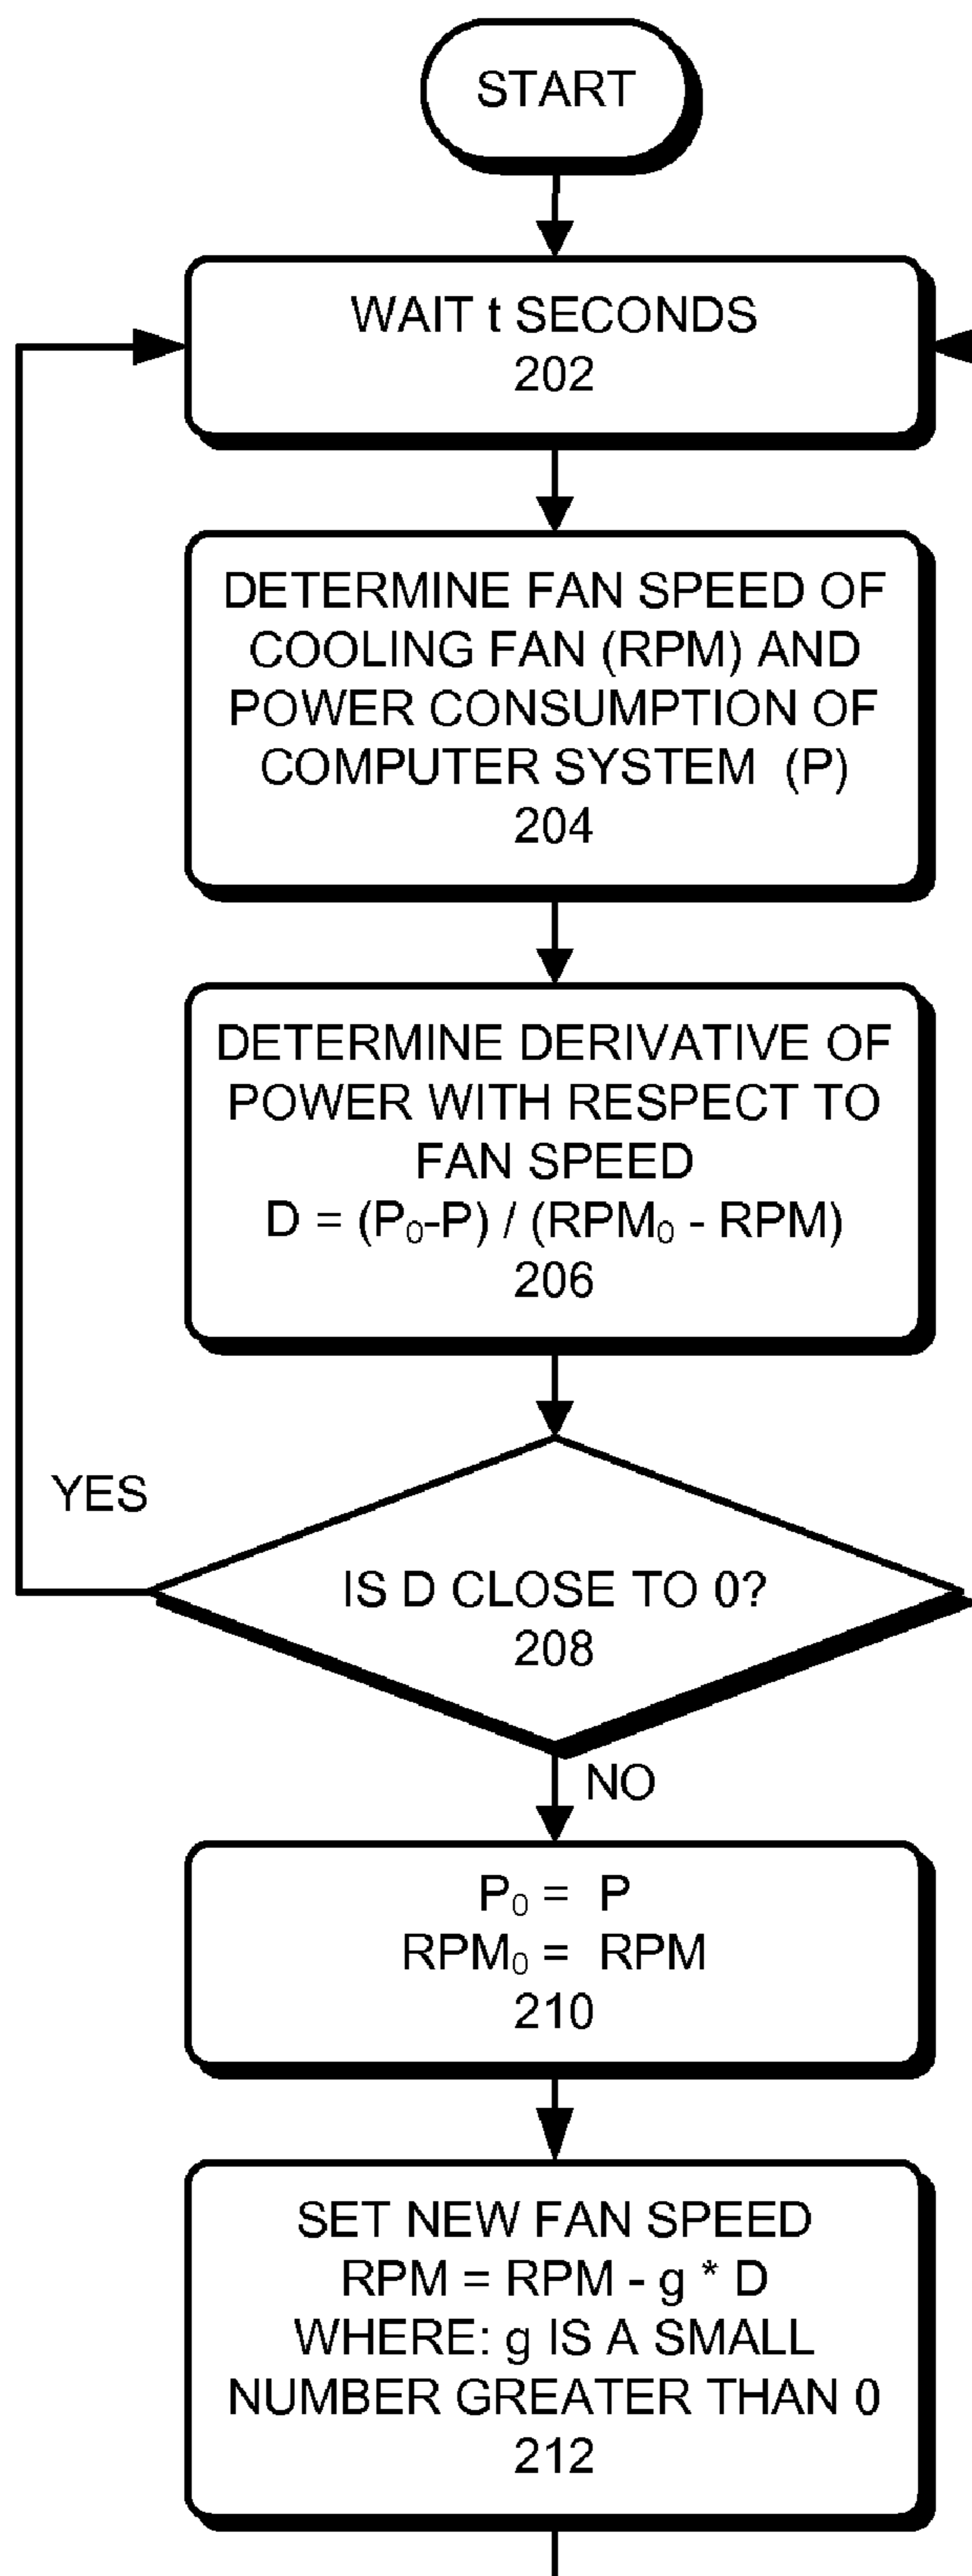 START
WAIT t SECONDS
202
DETERMINE FAN SPEED OF
COOLING FAN (RPM) AND
POWER CONSUMPTION OF
COMPUTER SYSTEM (P)
204
DETERMINE DERIVATIVE OF
POWER WITH RESPECT TO
FAN SPEED
D = (P₀-P) / (RPM₀ - RPM)
206
YES
IS D CLOSE TO 0?
208
NO
P₀ = P
RPM₀ = RPM
210
SET NEW FAN SPEED
RPM = RPM - g * D
WHERE: g IS A SMALL
NUMBER GREATER THAN 0
212